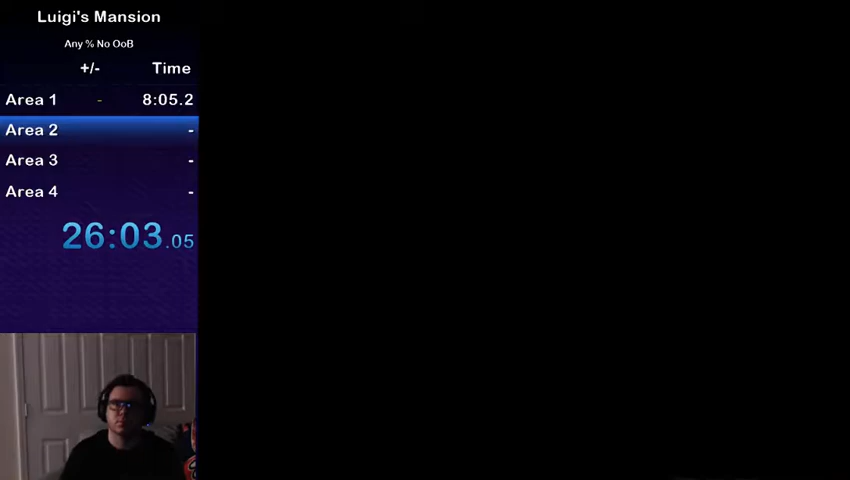 Luigi's Mansion
Any % No OoB
+/- Time
Area 1 - 8:05.2
Area 2 -
Area 3 -
Area 4 -
26:03.05